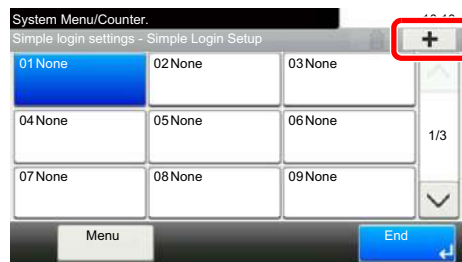 System Menu/Counter.
Simple login settings - Simple Login Setup
+
01 None
02 None
03 None
04 None
05 None
06 None
1/3
07 None
08 None
09 None
Menu
End